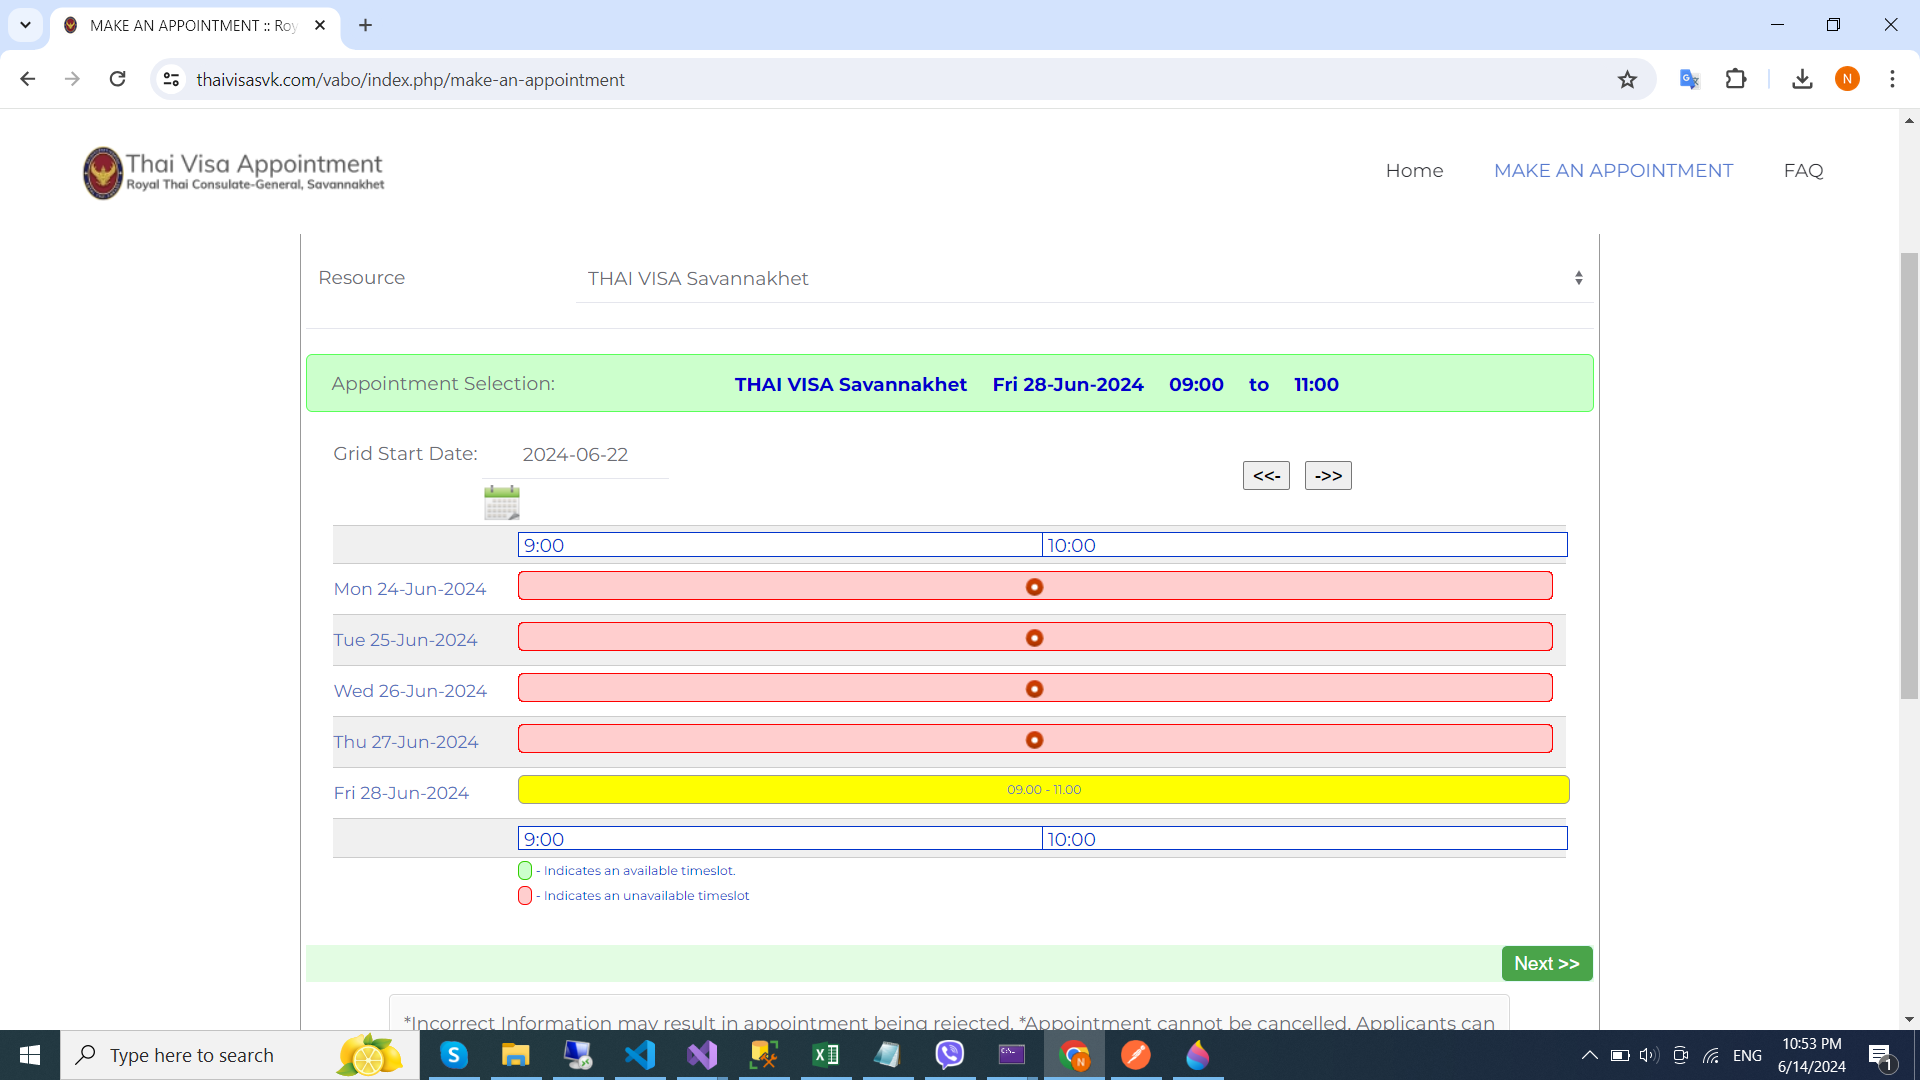 MAKE AN APPOINTMENT :: Roy
thaivisasvk.com/vabo/index.php/make-an-appointment
N
Thai Visa Appointment
Royal Thai Consulate-General, Savannakhet
Home
MAKE AN APPOINTMENT
FAQ
Resource
THAI VISA Savannakhet
Appointment Selection:
THAI VISA Savannakhet Fri 28-Jun-2024 09:00 to 11:00
Grid Start Date:
2024-06-22
<<-
->>
9:00
10:00
Mon 24-Jun-2024
Tue 25-Jun-2024
Wed 26-Jun-2024
Thu 27-Jun-2024
Fri 28-Jun-2024
09.00 - 11.00
9:00
10:00
- Indicates an available timeslot.
- Indicates an unavailable timeslot
Next >>
*Incorrect Information may result in appointment being rejected. *Appointment cannot be cancelled. Applicants can
Type here to search
N
ENG
10:53 PM
6/14/2024
1